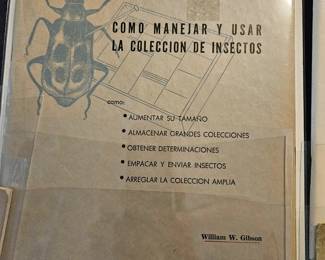 COMO MANEJAR Y USAR
LA COLECCION DE INSECTOS
como:
• AUMENTAR SU TAMAÑO
• ALMACENAR GRANDES COLECCIONES
• OBTENER DETERMINACIONES
• EMPACAR Y ENVIAR INSECTOS
• ARREGLAR LA COLECCION AMPLIA
William W. Gibson